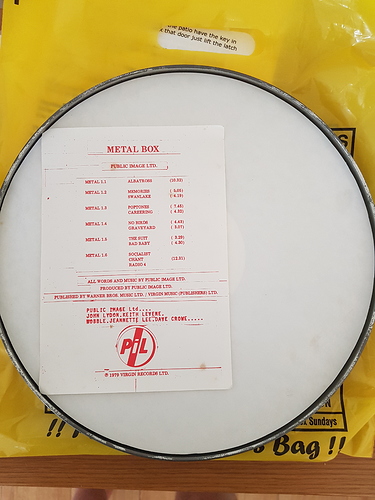 the patio have the key in
that door just lift the latch
METAL BOX
PUBLIC IMAGE LTD.
METAL 1.1 ALBATROSS (10.32)
METAL 1.2 MEMORIES ( 5.05)
SWANLAKE ( 4.19)
METAL 1.3 POPTONES ( 7.45)
CAREERING ( 4.32)
METAL 1.4 NO BIRDS ( 4.40)
GRAVEYARD ( 3.07)
METAL 1.5 THE SUIT ( 3.29)
BAD BABY ( 4.30)
METAL 1.6 SOCIALIST
CHANT (12.51)
RADIO 4
ALL WORDS AND MUSIC BY PUBLIC IMAGE LTD.
PRODUCED BY PUBLIC IMAGE LTD.
PUBLISHED BY WARNER BROS. MUSIC LTD. / VIRGIN MUSIC (PUBLISHERS) LTD.
PUBLIC IMAGE Ltd....
JOHN LYDON.KEITH LEVENE.
WOBBLE.JEANNETTE LEE.DAVE CROWE.....
PiL
℗ 1979 VIRGIN RECORDS LTD.
Sundays
!! Bag !!